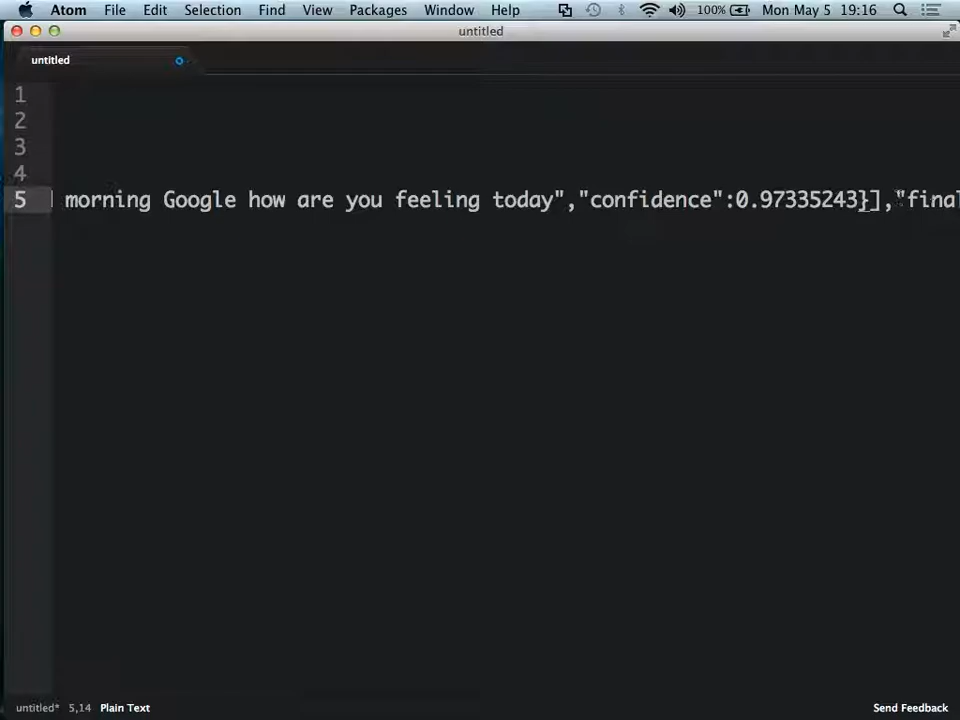 Atom File Edit Selection Find View Packages Window Help 100% Mon May 5 19:16
untitled
untitled
1
2
3
4
5 morning Google how are you feeling today","confidence":0.97335243}],"final
untitled* 5,14 Plain Text Send Feedback